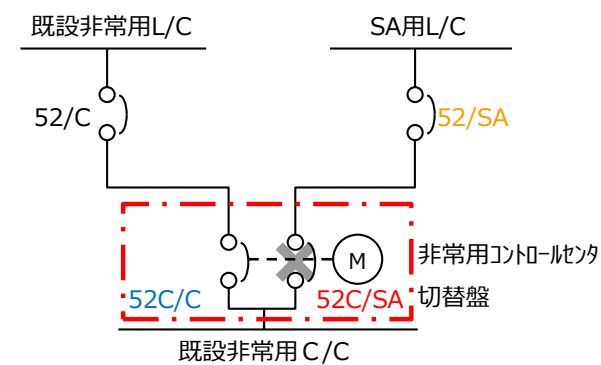 既設非常用L/C
SA用L/C
52/C
52/SA
M
非常用ｺﾝﾄﾛｰﾙｾﾝﾀ
切替盤
52C/C
52C/SA
既設非常用Ｃ/C